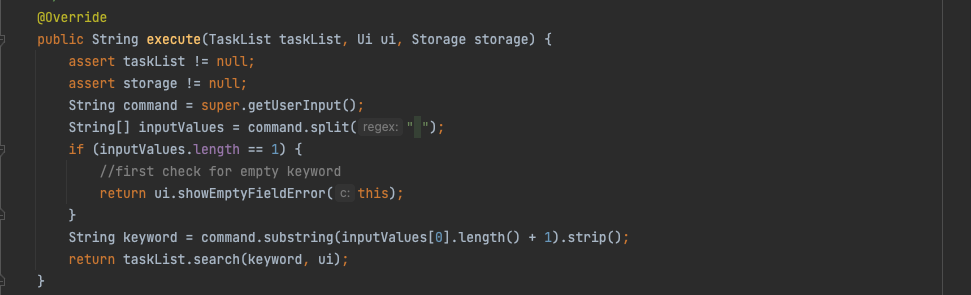 @Override
public String execute(TaskList taskList, Ui ui, Storage storage) {
assert taskList != null;
assert storage != null;
String command = super.getUserInput();
String[] inputValues = command.split( regex: " ");
if (inputValues.length == 1) {
//first check for empty keyword
return ui.showEmptyFieldError( c: this);
}
String keyword = command.substring(inputValues[0].length() + 1).strip();
return taskList.search(keyword, ui);
}